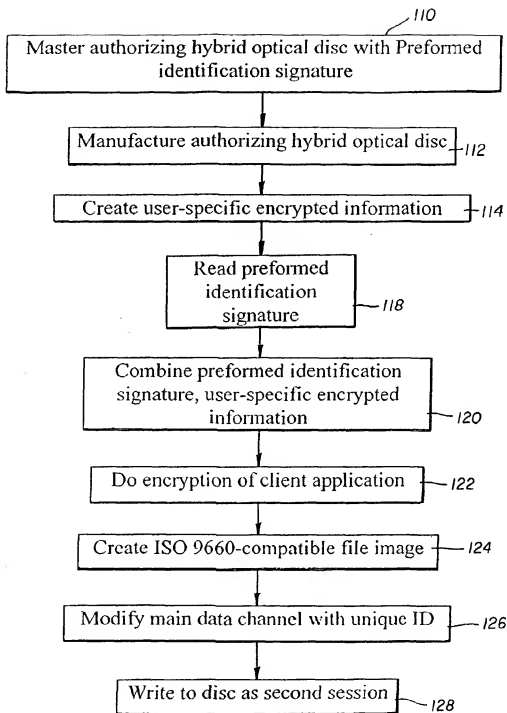 110
Master authorizing hybrid optical disc with Preformed
identification signature
Manufacture authorizing hybrid optical disc
112
Create user-specific encrypted information
114
Read preformed
identification
signature
118
Combine preformed identification
signature, user-specific encrypted
information
120
Do encryption of client application
122
Create ISO 9660-compatible file image
124
Modify main data channel with unique ID
126
Write to disc as second session
128